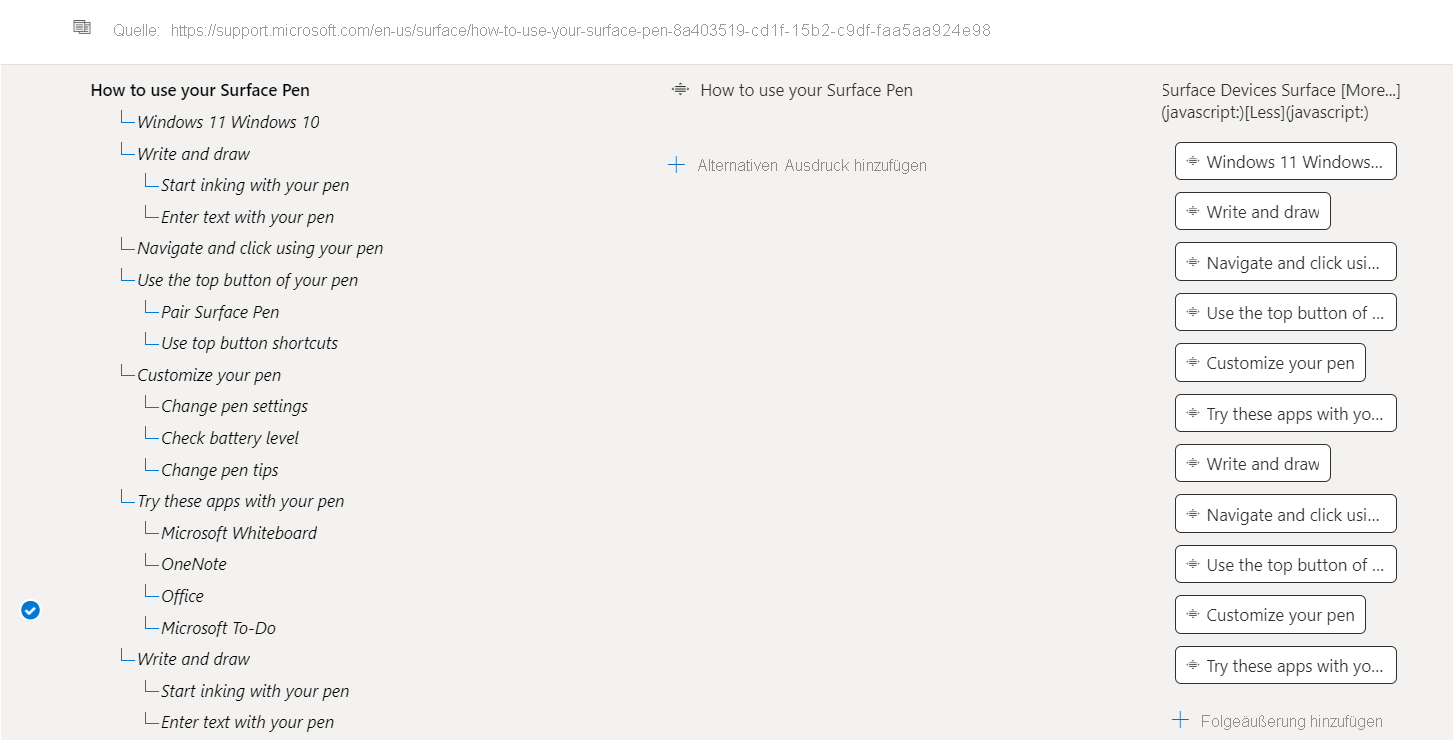 Quelle: https://support.microsoft.com/en-us/surface/how-to-use-your-surface-pen-8a403519-cd1f-15b2-c9df-faa5aa924e98
How to use your Surface Pen
Windows 11 Windows 10
Write and draw
Start inking with your pen
Enter text with your pen
Navigate and click using your pen
Use the top button of your pen
Pair Surface Pen
Use top button shortcuts
Customize your pen
Change pen settings
Check battery level
Change pen tips
Try these apps with your pen
Microsoft Whiteboard
OneNote
Office
Microsoft To-Do
Write and draw
Start inking with your pen
Enter text with your pen
How to use your Surface Pen
Alternativen Ausdruck hinzufügen
Surface Devices Surface [More...]
(javascript:)[Less](javascript:)
Windows 11 Windows...
Write and draw
Navigate and click usi...
Use the top button of ...
Customize your pen
Try these apps with yo...
Write and draw
Navigate and click usi...
Use the top button of ...
Customize your pen
Try these apps with yo...
Folgeäußerung hinzufügen